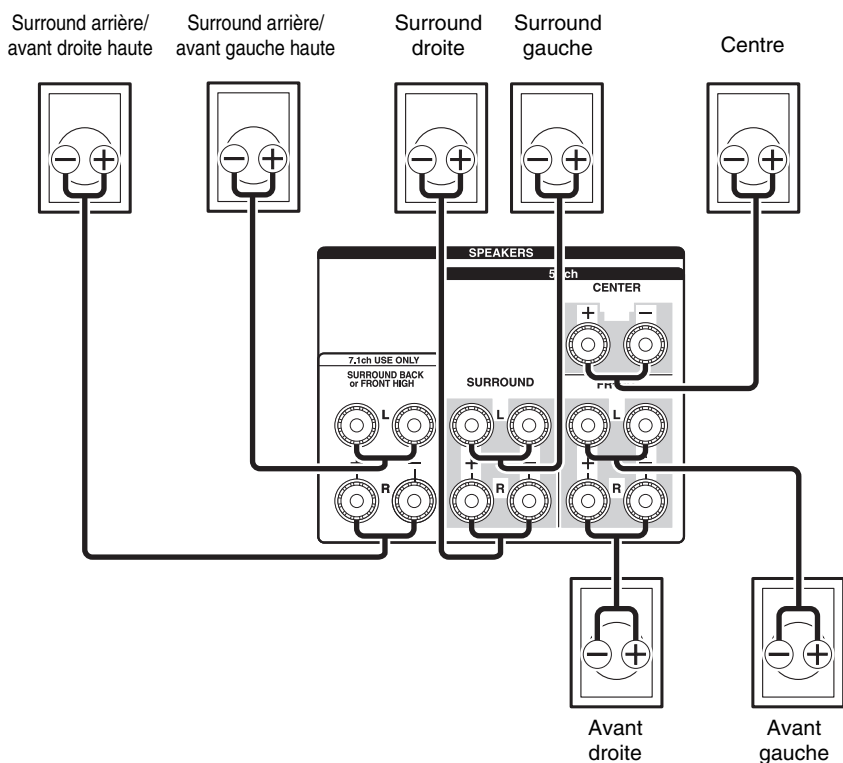 Surround arrière/
avant droite haute
Surround arrière/
avant gauche haute
Surround
droite
Surround
gauche
Centre
− +
− +
− +
− +
− +
SPEAKERS
CENTER
+ −
7.1ch USE ONLY
SURROUND BACK
or FRONT HIGH
SURROUND
L
L
L
+ −
+ −
R
R
R
− +
− +
Avant
droite
Avant
gauche